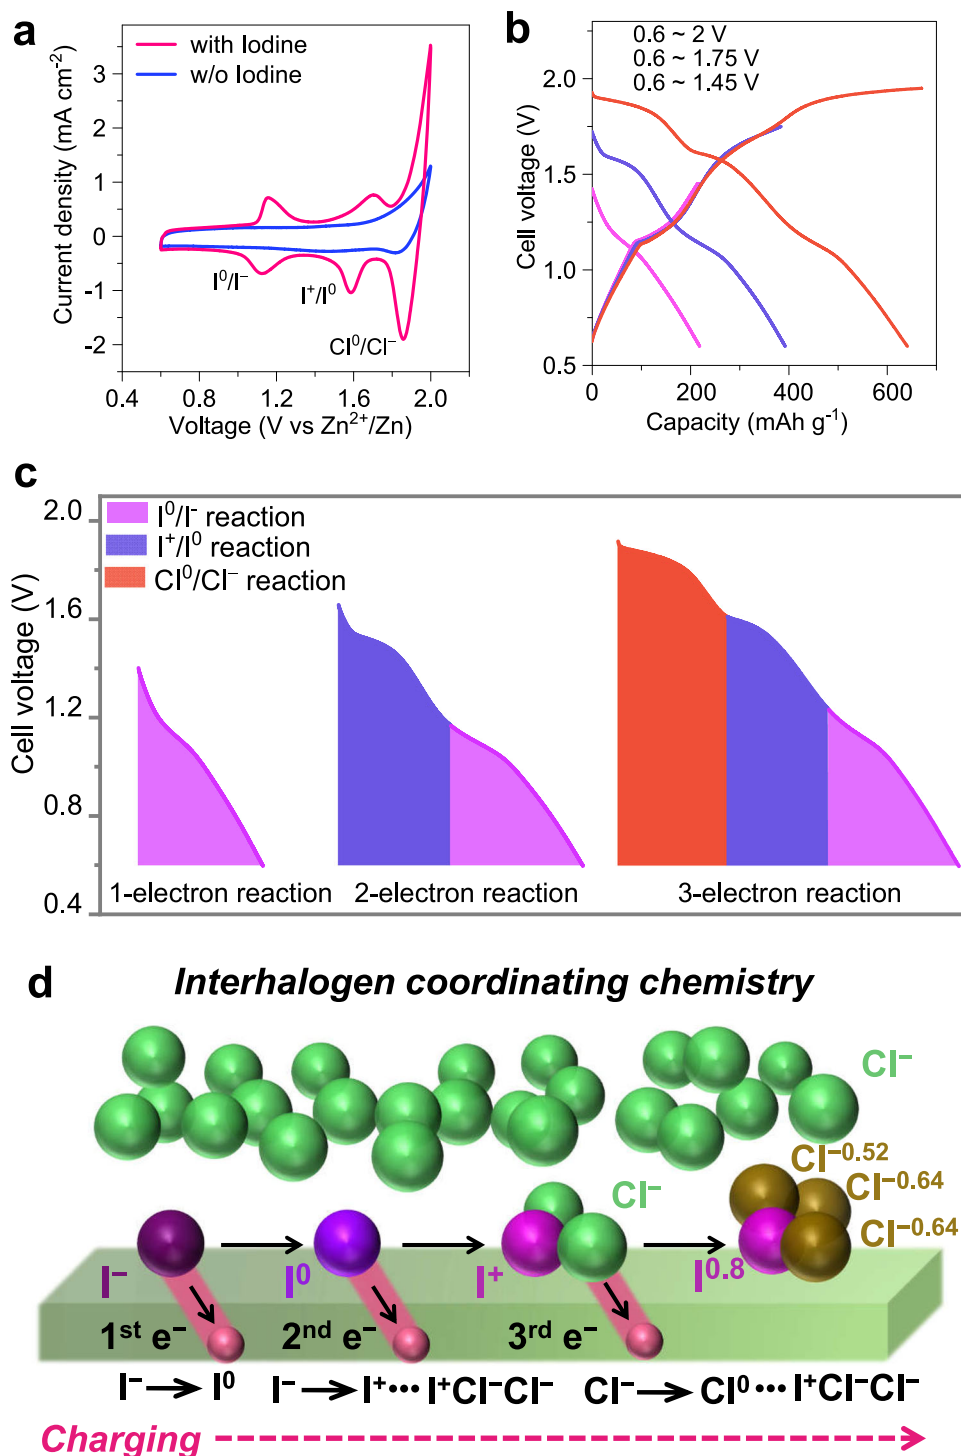 a
with Iodine
w/o Iodine
Current density (mA cm⁻²)
3
2
1
0
-1
-2
I⁰/I⁻
I⁺/I⁰
Cl⁰/Cl⁻
0.4
0.8
1.2
1.6
2.0
Voltage (V vs Zn²⁺/Zn)
b
0.6 ~ 2 V
0.6 ~ 1.75 V
0.6 ~ 1.45 V
Cell voltage (V)
2.0
1.5
1.0
0.5
0
200
400
600
Capacity (mAh g⁻¹)
c
I⁰/I⁻ reaction
I⁺/I⁰ reaction
Cl⁰/Cl⁻ reaction
Cell voltage (V)
2.0
1.6
1.2
0.8
0.4
1-electron reaction
2-electron reaction
3-electron reaction
d
Interhalogen coordinating chemistry
Cl⁻
Cl⁻⁰·⁵²
Cl⁻⁰·⁶⁴
Cl⁻⁰·⁶⁴
Cl⁻
I⁻
I⁰
I⁺
I⁰·⁸
1ˢᵗ e⁻
2ⁿᵈ e⁻
3ʳᵈ e⁻
I⁻ → I⁰
I⁻ → I⁺··· I⁺Cl⁻Cl⁻
Cl⁻ → Cl⁰ ··· I⁺Cl⁻Cl⁻
Charging